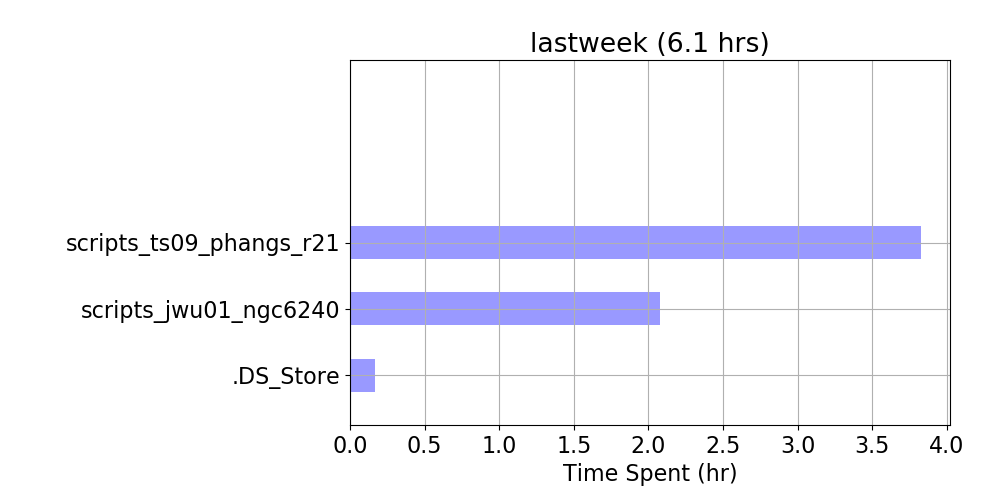 lastweek (6.1 hrs)
scripts_ts09_phangs_r21
scripts_jwu01_ngc6240
.DS_Store
0.0 0.5 1.0 1.5 2.0 2.5 3.0 3.5 4.0
Time Spent (hr)